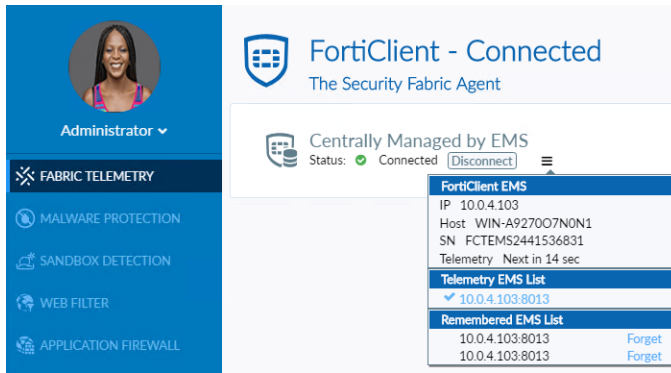 FortiClient - Connected
The Security Fabric Agent
Administrator
FABRIC TELEMETRY
MALWARE PROTECTION
SANDBOX DETECTION
WEB FILTER
APPLICATION FIREWALL
Centrally Managed by EMS
Status: Connected Disconnect
FortiClient EMS
IP 10.0.4.103
Host WIN-A9270O7N0N1
SN FCTEMS2441536831
Telemetry Next in 14 sec
Telemetry EMS List
10.0.4.103:8013
Remembered EMS List
10.0.4.103:8013 Forget
10.0.4.103:8013 Forget